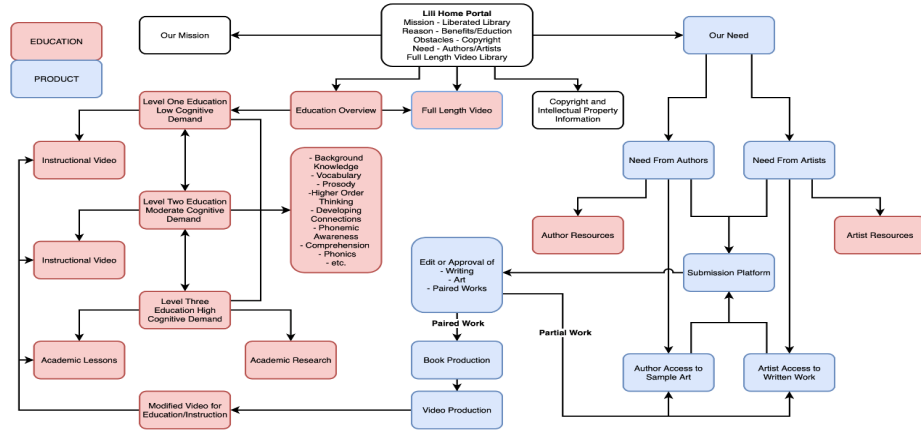 EDUCATION
PRODUCT
Our Mission
Lili Home Portal
Mission - Liberated Library
Reason - Benefits/Eduction
Obstacles - Copyright
Need - Authors/Artists
Full Length Video Library
Our Need
Level One Education
Low Cognitive
Demand
Education Overview
Full Length Video
Copyright and
Intellectual Property
Information
Instructional Video
- Background
Knowledge
- Vocabulary
- Prosody
-Higher Order
Thinking
- Developing
Connections
- Phonemic
Awareness
- Comprehension
- Phonics
- etc.
Need From Authors
Need From Artists
Level Two Education
Moderate Cognitive
Demand
Author Resources
Artist Resources
Instructional Video
Edit or Approval of
- Writing
- Art
- Paired Works
Submission Platform
Level Three
Education High
Cognitive Demand
Paired Work
Partial Work
Academic Lessons
Academic Research
Book Production
Author Access to
Sample Art
Artist Access to
Written Work
Modified Video for
Education/Instruction
Video Production